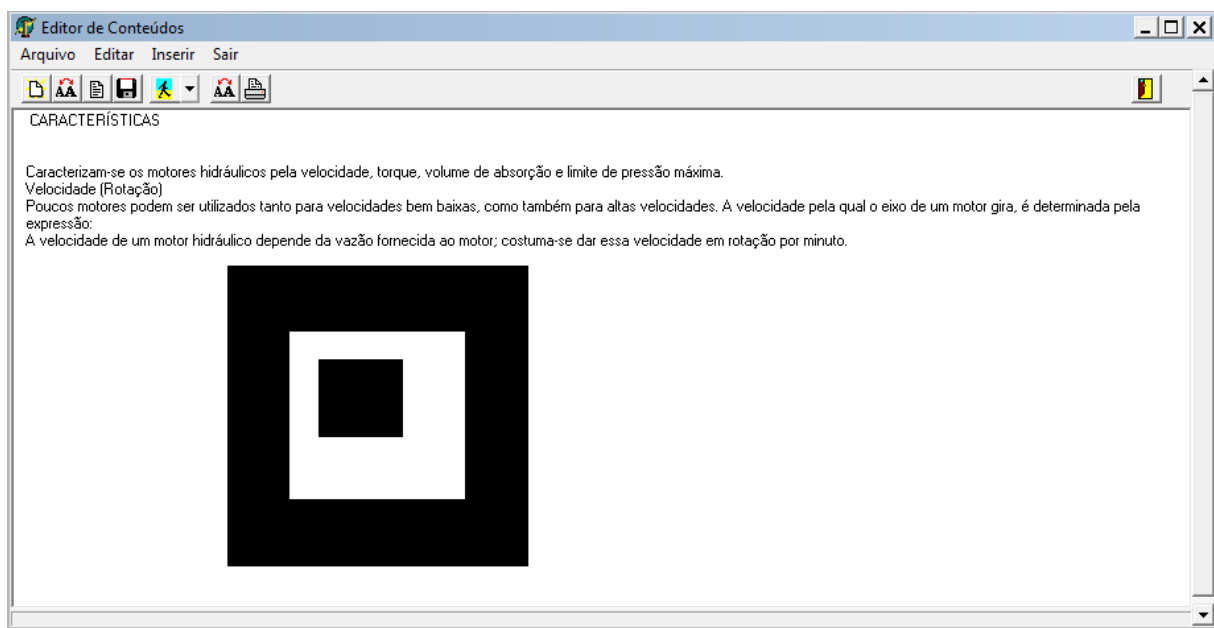 Editor de Conteúdos
Arquivo Editar Inserir Sair
CARACTERÍSTICAS
Caracterizam-se os motores hidráulicos pela velocidade, torque, volume de absorção e limite de pressão máxima.
Velocidade (Rotação)
Poucos motores podem ser utilizados tanto para velocidades bem baixas, como também para altas velocidades. A velocidade pela qual o eixo de um motor gira, é determinada pela
expressão:
A velocidade de um motor hidráulico depende da vazão fornecida ao motor; costuma-se dar essa velocidade em rotação por minuto.